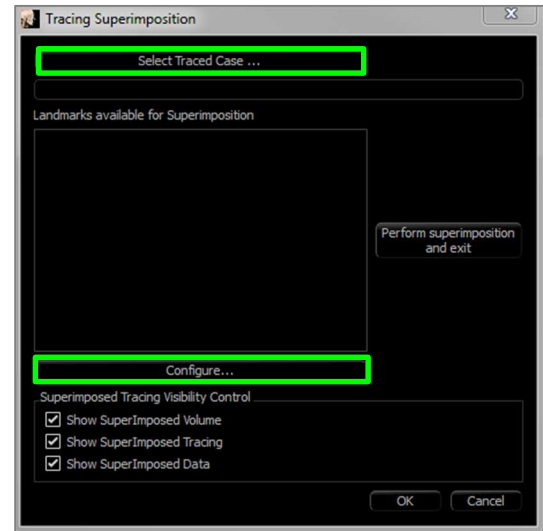 Tracing Superimposition
Select Traced Case ...
Landmarks available for Superimposition
Perform superimposition
and exit
Configure...
Superimposed Tracing Visibility Control
Show SuperImposed Volume
Show SuperImposed Tracing
Show SuperImposed Data
OK Cancel